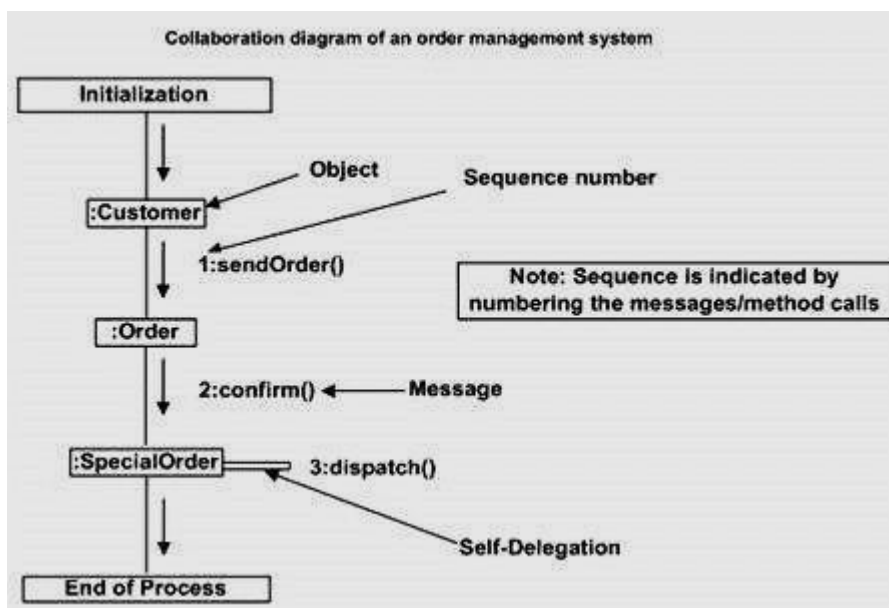 Collaboration diagram of an order management system
Initialization
Object
Sequence number
:Customer
1:sendOrder()
Note: Sequence is indicated by
numbering the messages/method calls
:Order
2:confirm()
Message
:SpecialOrder
3:dispatch()
Self-Delegation
End of Process